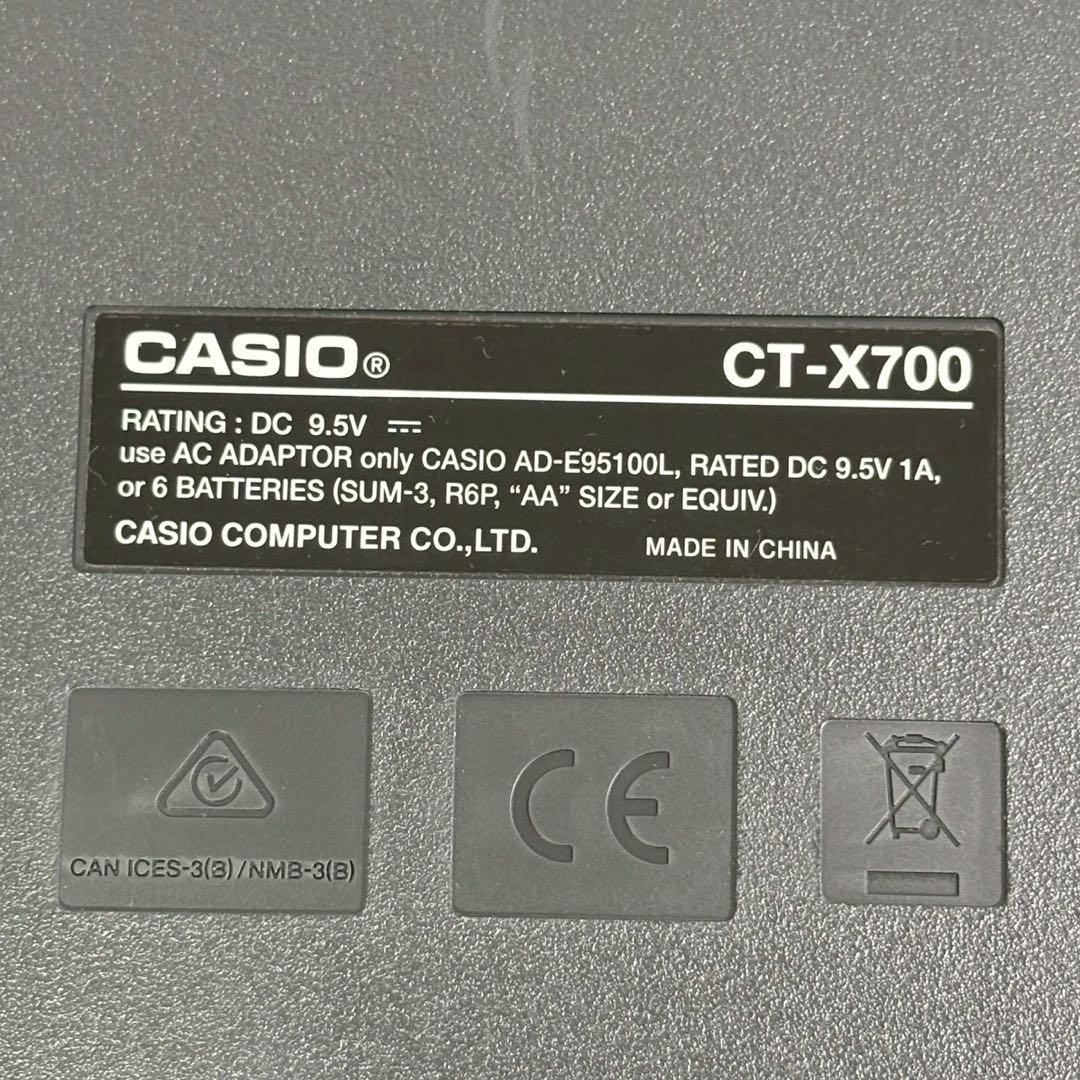 CASIO® CT-X700
RATING : DC 9.5V ⎓
use AC ADAPTOR only CASIO AD-E95100L, RATED DC 9.5V 1A,
or 6 BATTERIES (SUM-3, R6P, “AA” SIZE or EQUIV.)
CASIO COMPUTER CO.,LTD. MADE IN CHINA
CAN ICES-3(B)/NMB-3(B)
CE